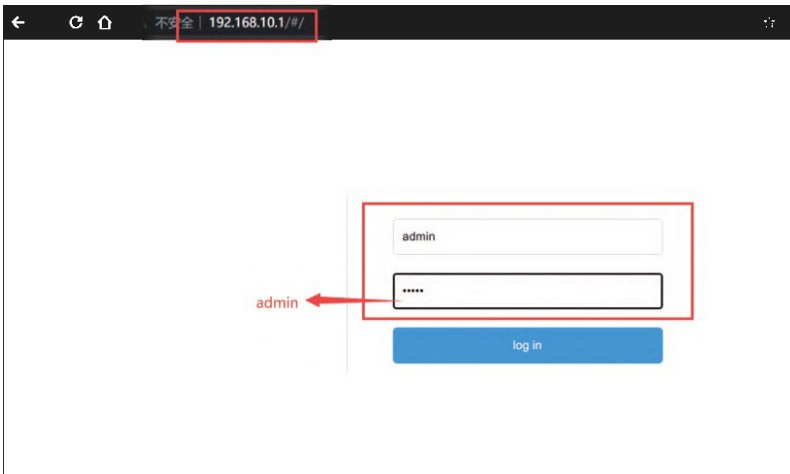 不安全 | 192.168.10.1/#/
admin
•••••
admin
log in